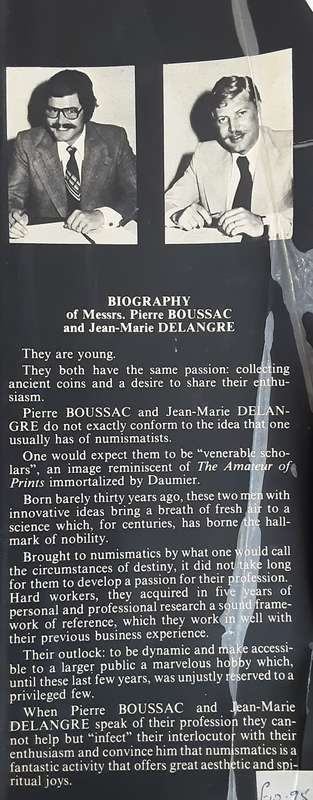 BIOGRAPHY
of Messrs. Pierre BOUSSAC
and Jean-Marie DELANGRE
They are young.
They both have the same passion: collecting
ancient coins and a desire to share their enthu-
siasm.
Pierre BOUSSAC and Jean-Marie DELAN-
GRE do not exactly conform to the idea that one
usually has of numismatists.
One would expect them to be "venerable scho-
lars", an image reminiscent of The Amateur of
Prints immortalized by Daumier.
Born barely thirty years ago, these two men with
innovative ideas bring a breath of fresh air to a
science which, for centuries, has borne the hall-
mark of nobility.
Brought to numismatics by what one would call
the circumstances of destiny, it did not take long
for them to develop a passion for their profession.
Hard workers, they acquired in five years of
personal and professional research a sound frame-
work of reference, which they work in well with
their previous business experience.
Their outlook: to be dynamic and make accessi-
ble to a larger public a marvelous hobby which,
until these last few years, was unjustly reserved to a
privileged few.
When Pierre BOUSSAC and Jean-Marie
DELANGRE speak of their profession they can-
not help but "infect" their interlocutor with their
enthusiasm and convince him that numismatics is a
fantastic activity that offers great aesthetic and spi-
ritual joys.